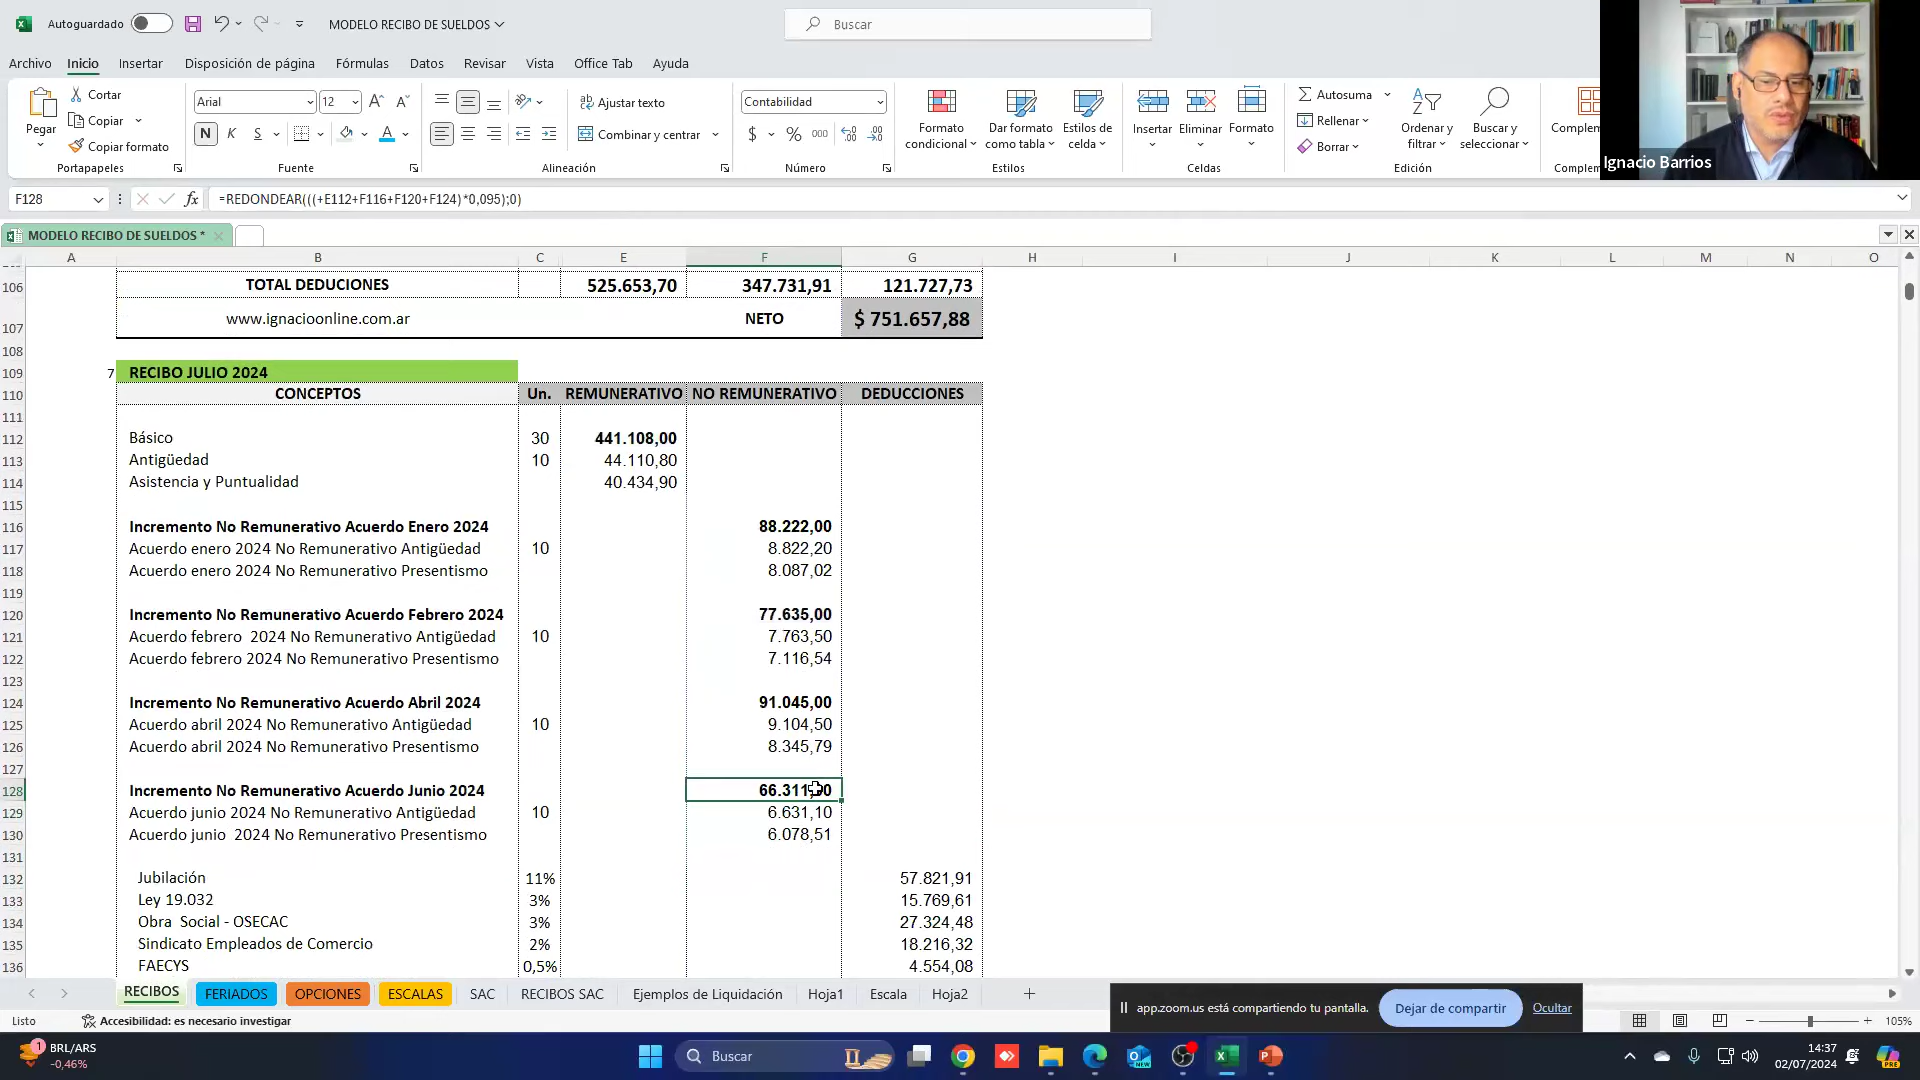 Autoguardado
MODELO RECIBO DE SUELDOS
Buscar
Archivo Inicio Insertar Disposición de página Fórmulas Datos Revisar Vista Office Tab Ayuda
Pegar
Cortar
Copiar
Copiar formato
Portapapeles
Arial 12
N K S
Fuente
Ajustar texto
Combinar y centrar
Alineación
Contabilidad
$ % 000
Número
Formato condicional
Dar formato como tabla
Estilos de celda
Estilos
Insertar Eliminar Formato
Celdas
Autosuma
Rellenar
Borrar
Ordenar y filtrar
Buscar y seleccionar
Edición
Complem
Complem
Ignacio Barrios
F128 fx =REDONDEAR(((+E112+F116+F120+F124)*0,095);0)
MODELO RECIBO DE SUELDOS *
A B C E F G H I J K L M N O
106 TOTAL DEDUCIONES 525.653,70 347.731,91 121.727,73
107 www.ignacioonline.com.ar NETO $ 751.657,88
108
109 7 RECIBO JULIO 2024
110 CONCEPTOS Un. REMUNERATIVO NO REMUNERATIVO DEDUCCIONES
111
112 Básico 30 441.108,00
113 Antigüedad 10 44.110,80
114 Asistencia y Puntualidad 40.434,90
115
116 Incremento No Remunerativo Acuerdo Enero 2024 88.222,00
117 Acuerdo enero 2024 No Remunerativo Antigüedad 10 8.822,20
118 Acuerdo enero 2024 No Remunerativo Presentismo 8.087,02
119
120 Incremento No Remunerativo Acuerdo Febrero 2024 77.635,00
121 Acuerdo febrero 2024 No Remunerativo Antigüedad 10 7.763,50
122 Acuerdo febrero 2024 No Remunerativo Presentismo 7.116,54
123
124 Incremento No Remunerativo Acuerdo Abril 2024 91.045,00
125 Acuerdo abril 2024 No Remunerativo Antigüedad 10 9.104,50
126 Acuerdo abril 2024 No Remunerativo Presentismo 8.345,79
127
128 Incremento No Remunerativo Acuerdo Junio 2024 66.311,00
129 Acuerdo junio 2024 No Remunerativo Antigüedad 10 6.631,10
130 Acuerdo junio 2024 No Remunerativo Presentismo 6.078,51
131
132 Jubilación 11% 57.821,91
133 Ley 19.032 3% 15.769,61
134 Obra Social - OSECAC 3% 27.324,48
135 Sindicato Empleados de Comercio 2% 18.216,32
136 FAECYS 0,5% 4.554,08
RECIBOS FERIADOS OPCIONES ESCALAS SAC RECIBOS SAC Ejemplos de Liquidación Hoja1 Escala Hoja2
app.zoom.us está compartiendo tu pantalla. Dejar de compartir Ocultar
Listo Accesibilidad: es necesario investigar 105%
1 BRL/ARS
-0,46%
Buscar
14:37
02/07/2024